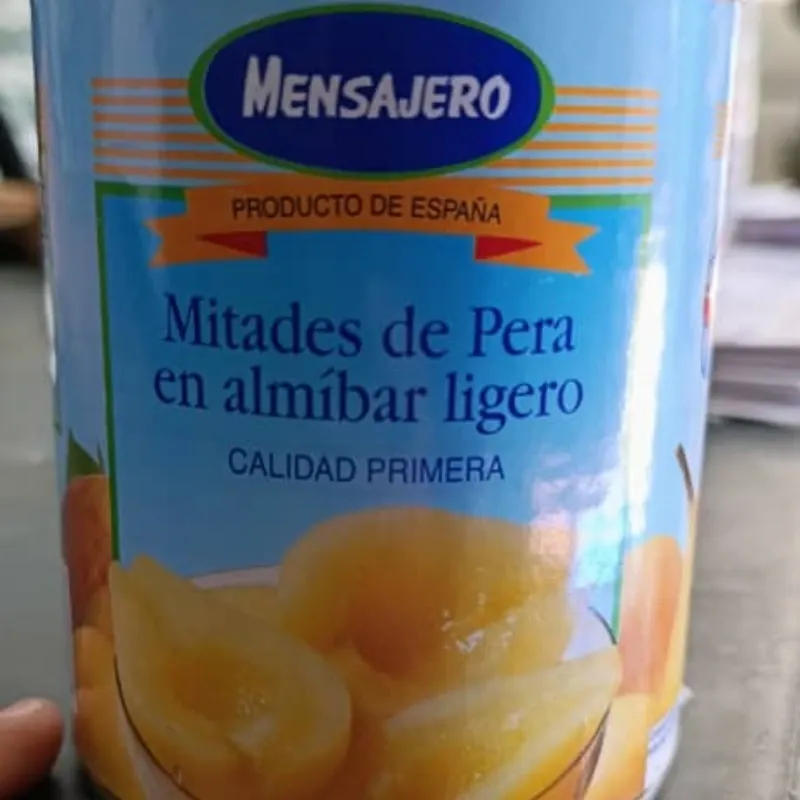 MENSAJERO
PRODUCTO DE ESPAÑA
Mitades de Pera
en almíbar ligero
CALIDAD PRIMERA